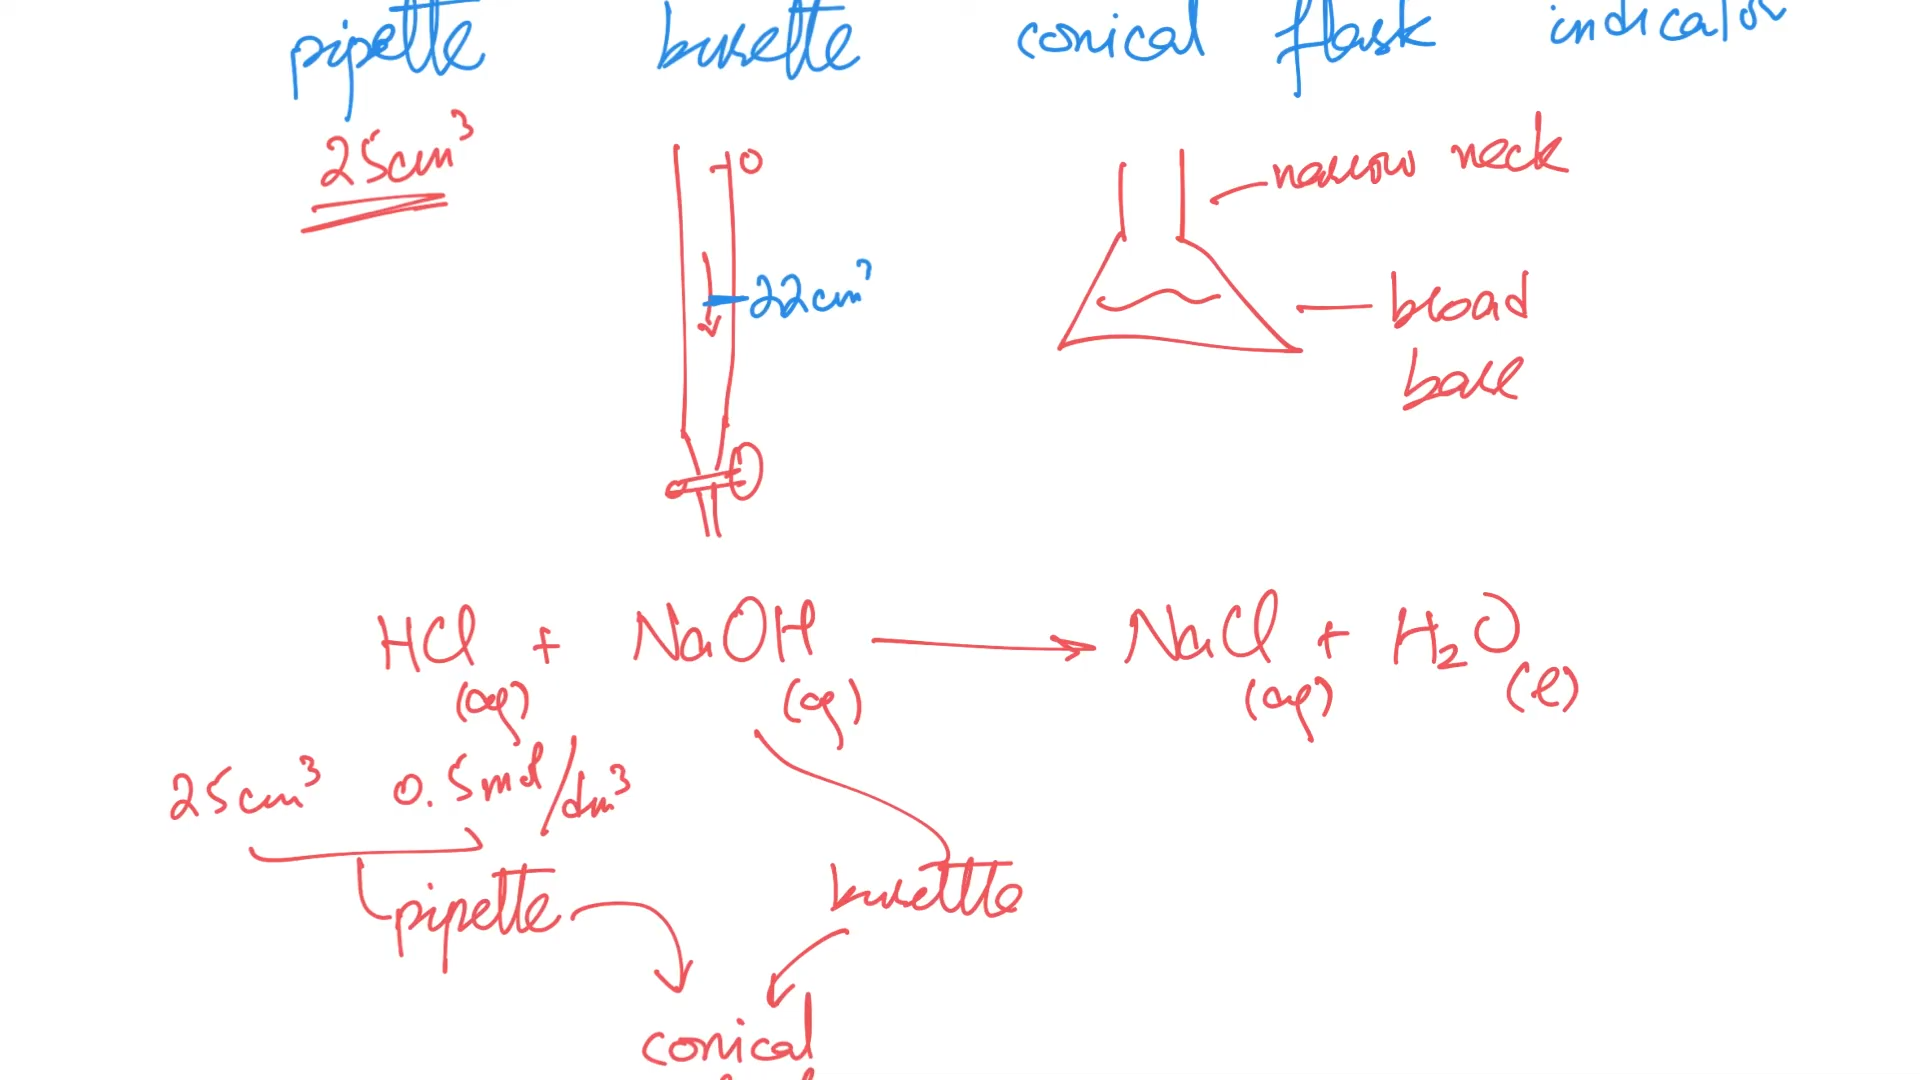 pipette burette conical flask indicator
25cm³
0
22cm³
narrow neck
broad
base
HCl + NaOH → NaCl + H₂O
(aq) (aq) (aq) (l)
25cm³ 0.5mol/dm³
pipette burettte
conical